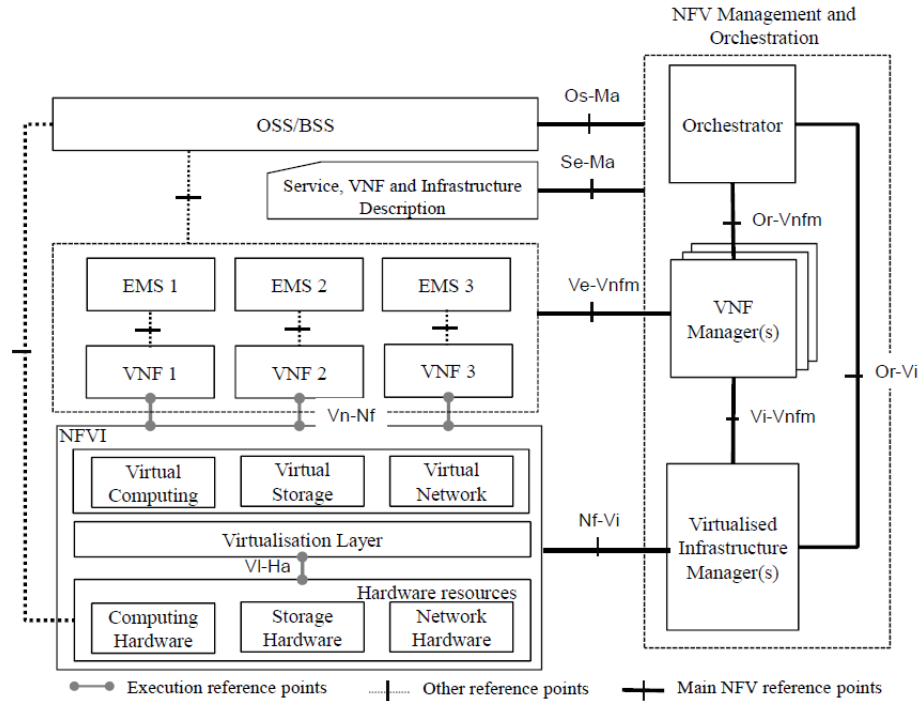 NFV Management and
Orchestration
Os-Ma
OSS/BSS
Orchestrator
Se-Ma
Service, VNF and Infrastructure
Description
Or-Vnfm
EMS 1
EMS 2
EMS 3
Ve-Vnfm
VNF
Manager(s)
VNF 1
VNF 2
VNF 3
Or-Vi
Vn-Nf
Vi-Vnfm
NFVI
Virtual
Computing
Virtual
Storage
Virtual
Network
Nf-Vi
Virtualised
Infrastructure
Manager(s)
Virtualisation Layer
Vl-Ha
Hardware resources
Computing
Hardware
Storage
Hardware
Network
Hardware
Execution reference points
Other reference points
Main NFV reference points